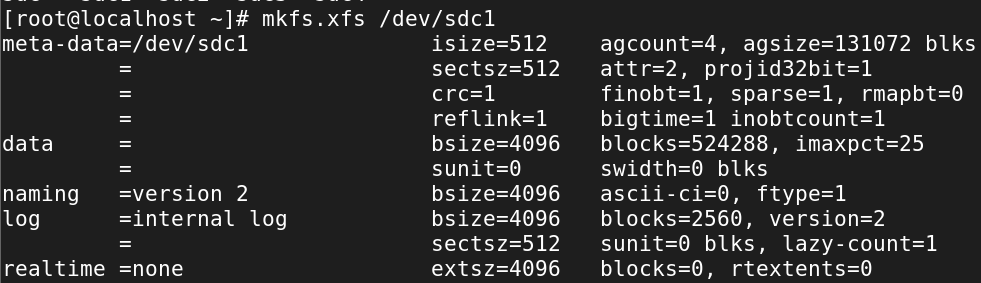 [root@localhost ~]# mkfs.xfs /dev/sdc1
meta-data=/dev/sdc1              isize=512    agcount=4, agsize=131072 blks
         =                       sectsz=512   attr=2, projid32bit=1
         =                       crc=1        finobt=1, sparse=1, rmapbt=0
         =                       reflink=1    bigtime=1 inobtcount=1
data     =                       bsize=4096   blocks=524288, imaxpct=25
         =                       sunit=0      swidth=0 blks
naming   =version 2              bsize=4096   ascii-ci=0, ftype=1
log      =internal log           bsize=4096   blocks=2560, version=2
         =                       sectsz=512   sunit=0 blks, lazy-count=1
realtime =none                   extsz=4096   blocks=0, rtextents=0